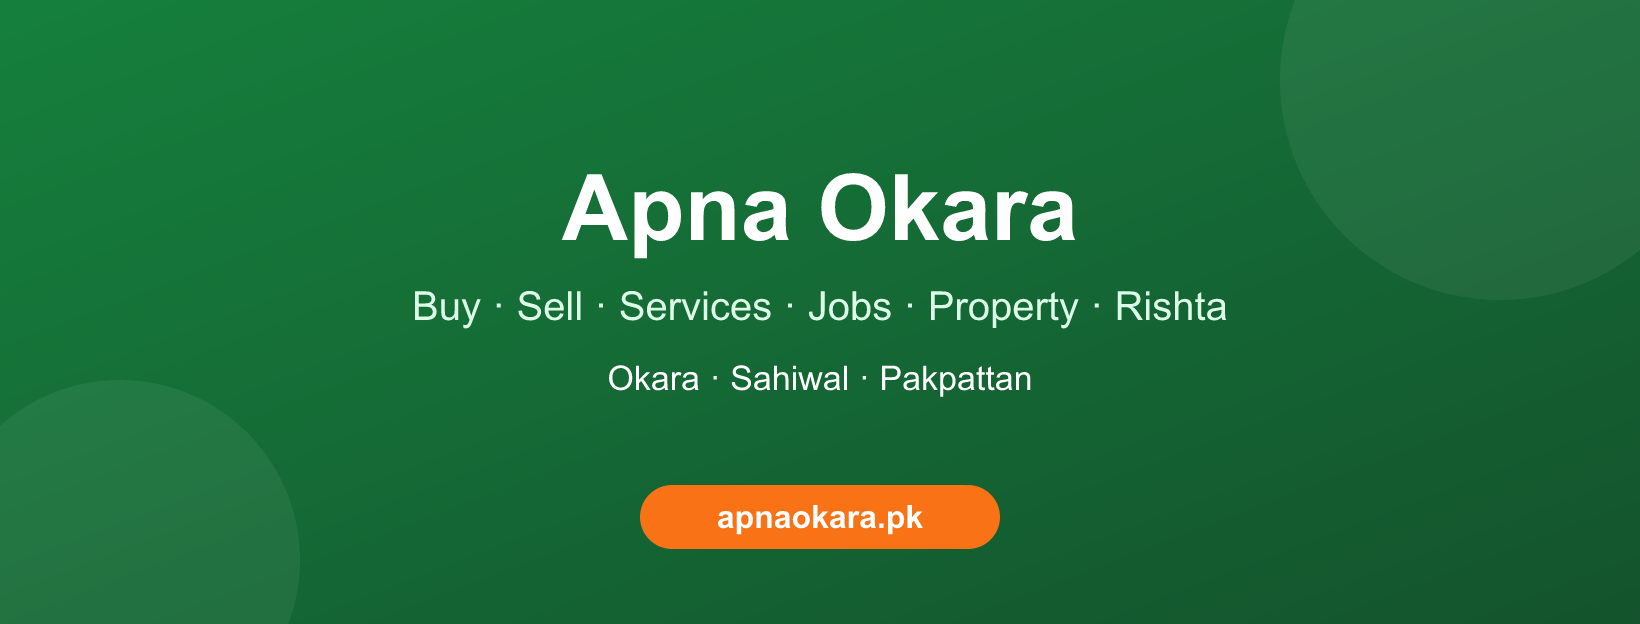 Apna Okara
Buy · Sell · Services · Jobs · Property · Rishta
Okara · Sahiwal · Pakpattan
apnaokara.pk